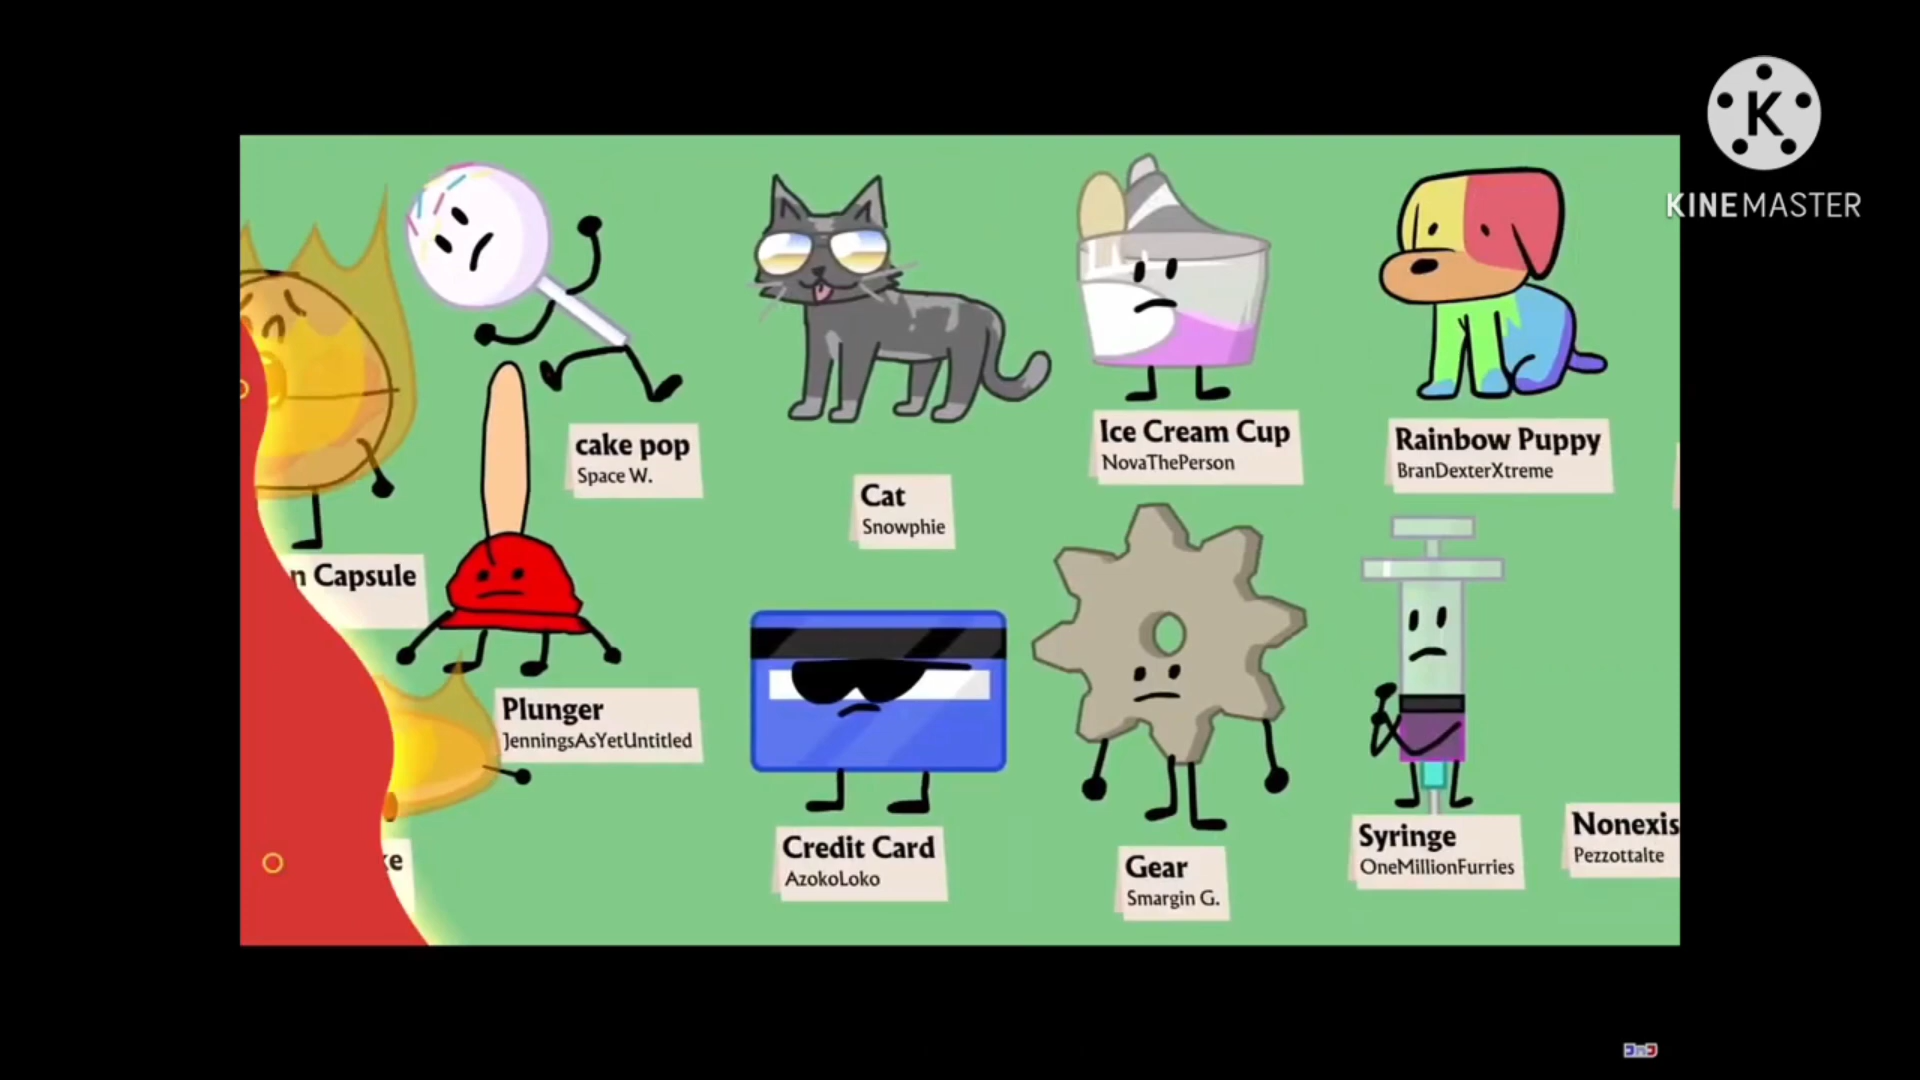 K
KINEMASTER
cake pop
Space W.
Cat
Snowphie
Ice Cream Cup
NovaThePerson
Rainbow Puppy
BranDexterXtreme
n Capsule
Plunger
JenningsAsYetUntitled
Credit Card
AzokoLoko
Gear
Smargin G.
Syringe
OneMillionFurries
Nonexis
Pezzottalte
ke